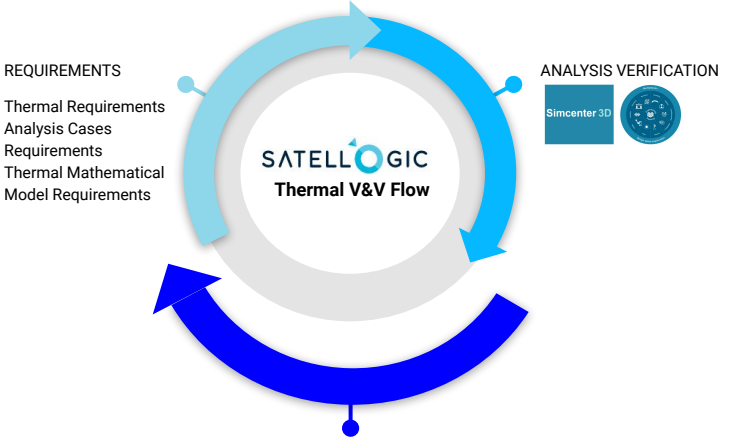 REQUIREMENTS
Thermal Requirements
Analysis Cases
Requirements
Thermal Mathematical
Model Requirements
SATELLOGIC
Thermal V&V Flow
ANALYSIS VERIFICATION
Simcenter 3D